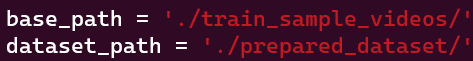 base_path = './train_sample_videos/'
dataset_path = './prepared_dataset/'